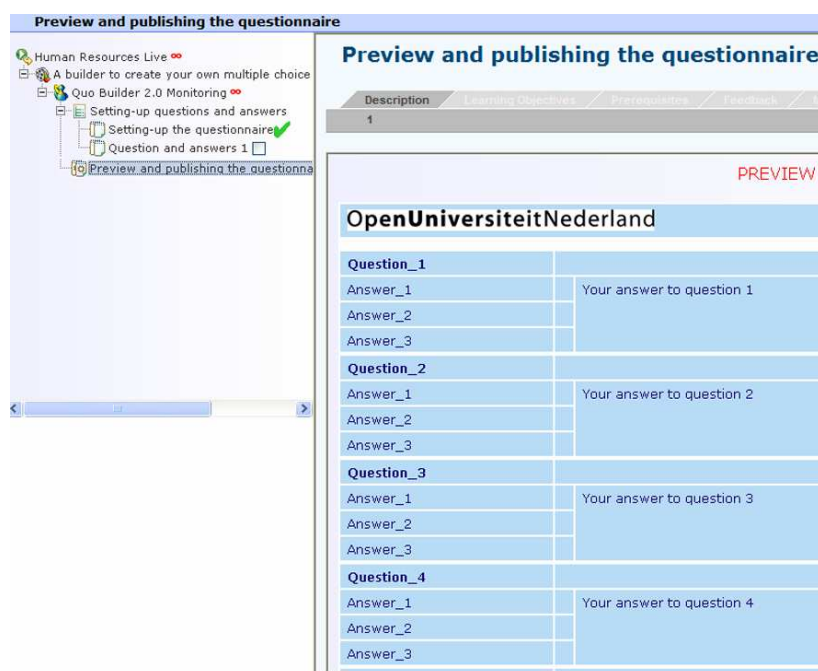 Preview and publishing the questionnaire
Human Resources Live
A builder to create your own multiple choice
Quo Builder 2.0 Monitoring
Setting-up questions and answers
Setting-up the questionnaire
Question and answers 1
Preview and publishing the questionna
Preview and publishing the questionnaire
Description Learning Objectives Prerequisites Feedback
1
PREVIEW
OpenUniversiteitNederland
Question_1
Answer_1 Your answer to question 1
Answer_2
Answer_3
Question_2
Answer_1 Your answer to question 2
Answer_2
Answer_3
Question_3
Answer_1 Your answer to question 3
Answer_2
Answer_3
Question_4
Answer_1 Your answer to question 4
Answer_2
Answer_3